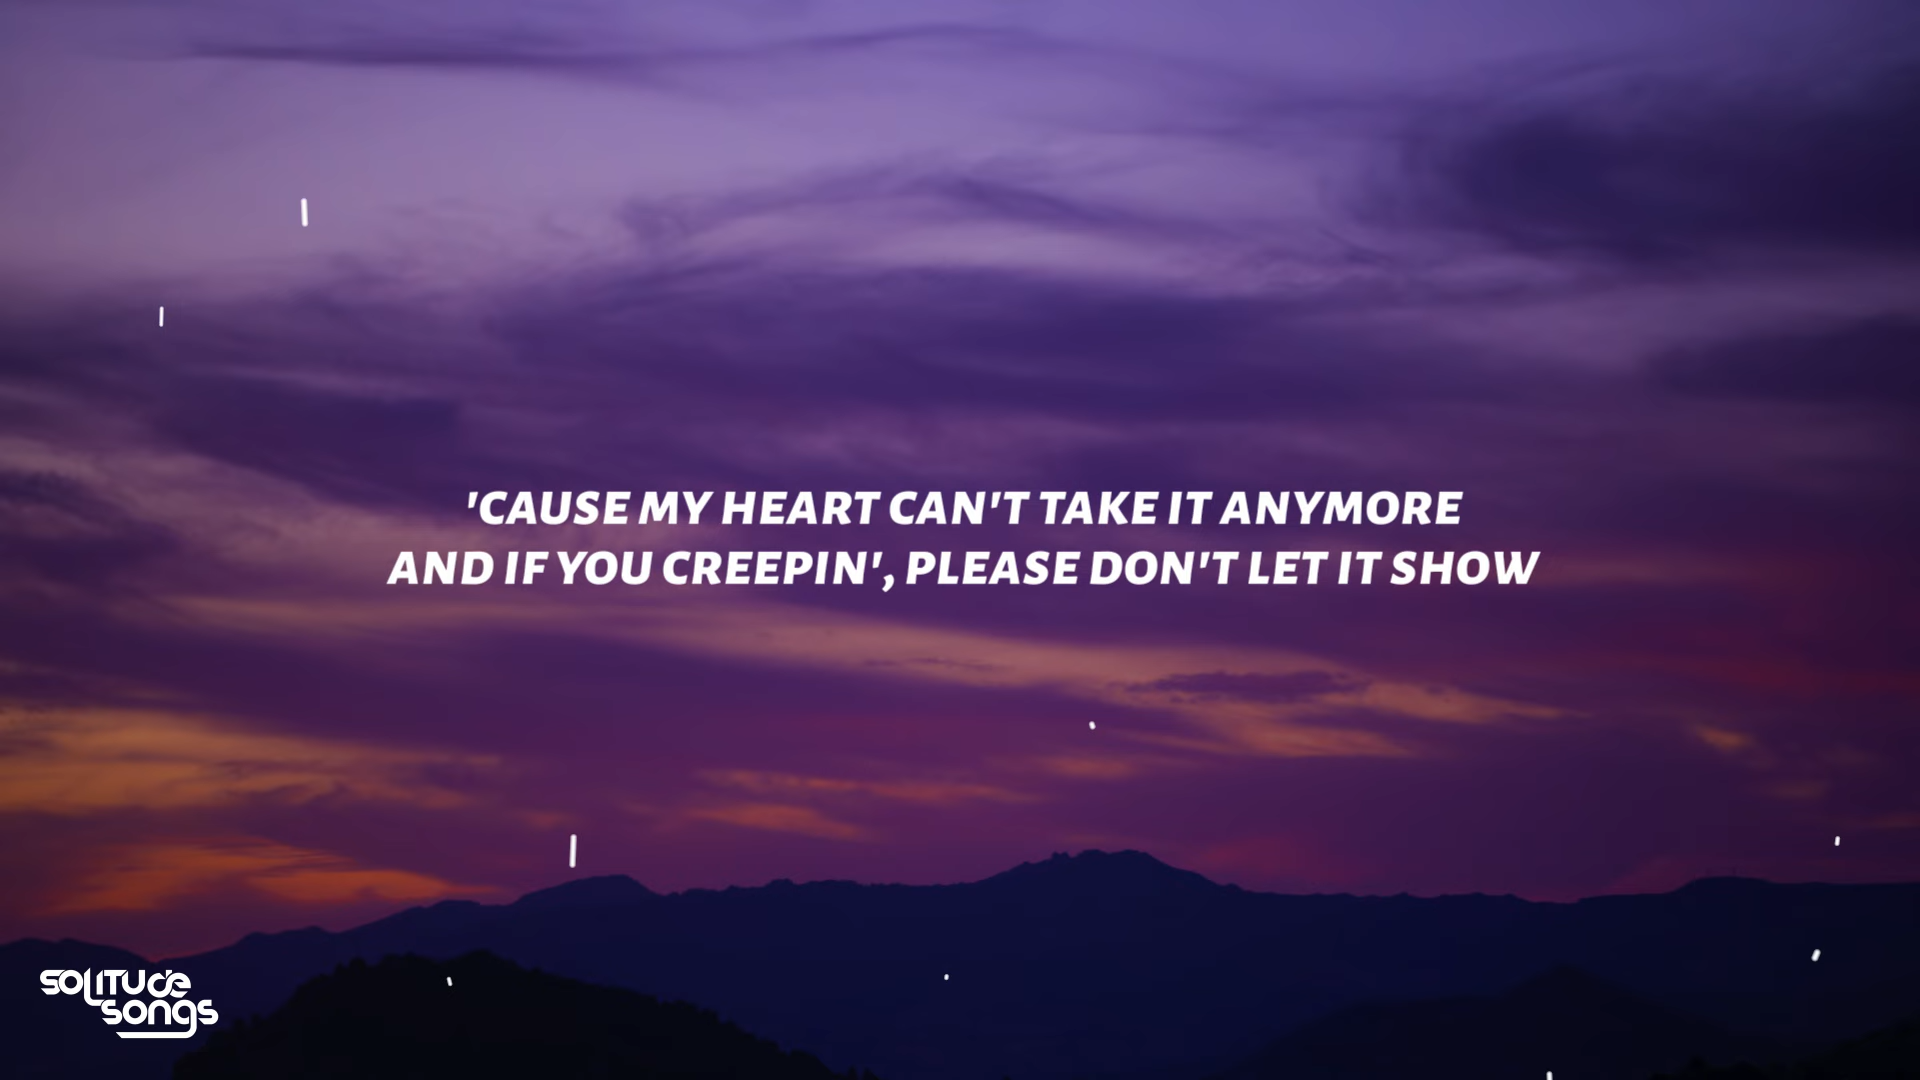 'CAUSE MY HEART CAN'T TAKE IT ANYMORE
AND IF YOU CREEPIN', PLEASE DON'T LET IT SHOW
SOLITUDE
SONGS